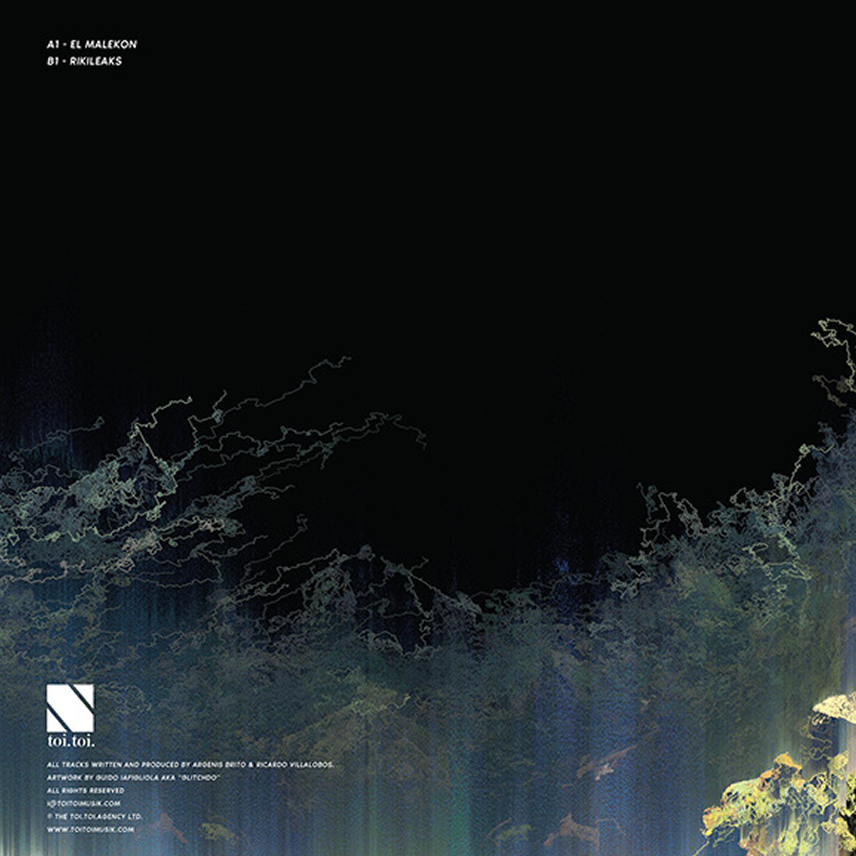 A1 - EL MALEKON
B1 - RIKILEAKS
toi.toi.
ALL TRACKS WRITTEN AND PRODUCED BY ARGENIS BRITO & RICARDO VILLALOBOS.
ARTWORK BY GUIDO IAFIGLIOLA AKA "GLITCHDO"
ALL RIGHTS RESERVED
I@TOITOIMUSIK.COM
© THE TOI.TOI.AGENCY LTD.
WWW.TOITOIMUSIK.COM